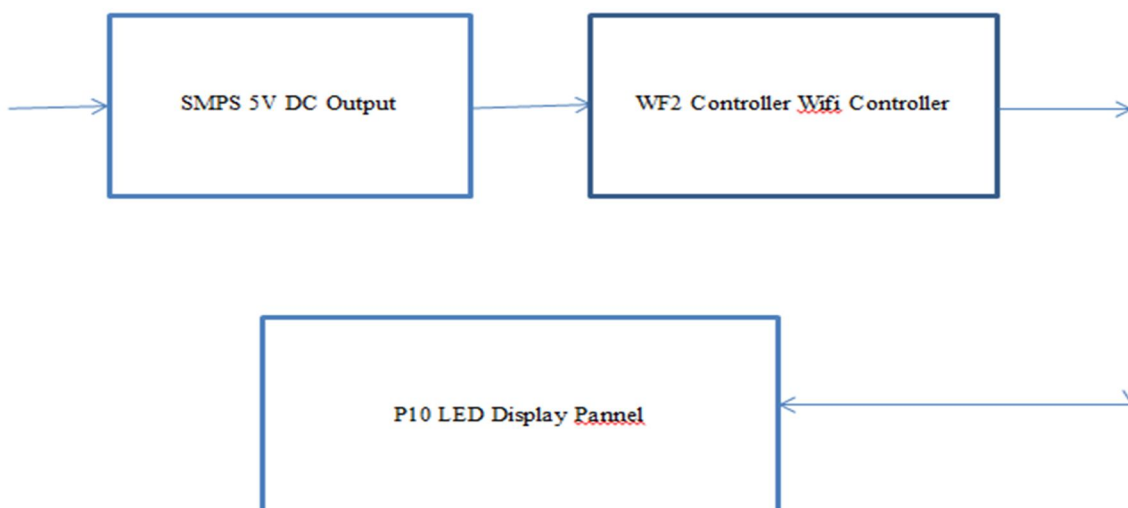 SMPS 5V DC Output
WF2 Controller Wifi Controller
P10 LED Display Pannel